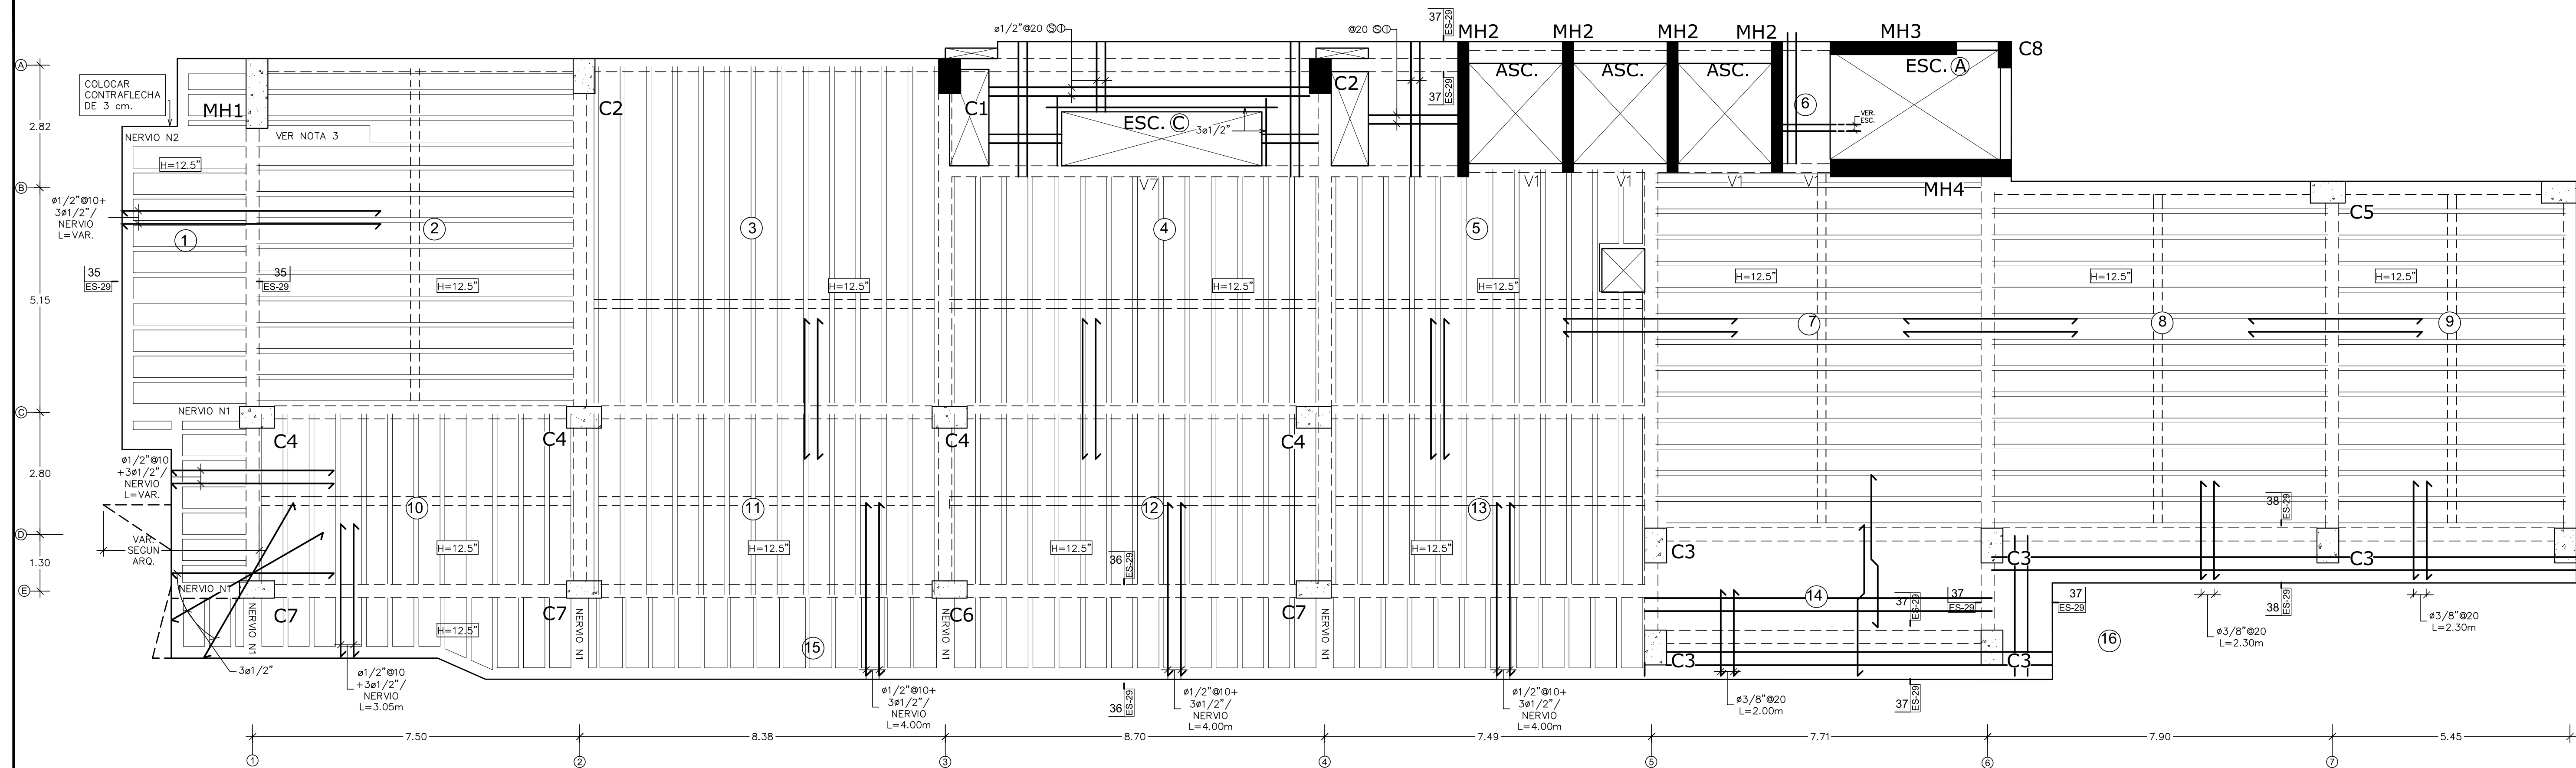 ø1/2"@20 Ⓢ Ⓘ
@20 Ⓢ Ⓘ
37
ES-29
MH2
MH2
MH2
MH2
MH3
C8
A
COLOCAR
CONTRAFLECHA
DE 3 cm.
MH1
C2
C1
C2
37
ES-29
ASC.
ASC.
ASC.
ESC. Ⓐ
6
VER.
ESC.
2.82
NERVIO N2
VER NOTA 3
ESC. Ⓒ
3ø1/2"
H=12.5"
B
V7
V1
V1
V1
V1
MH4
C5
ø1/2"@10+
3ø1/2"/
NERVIO
L=VAR.
1
2
3
4
5
35
ES-29
35
ES-29
H=12.5"
H=12.5"
H=12.5"
H=12.5"
H=12.5"
H=12.5"
H=12.5"
5.15
7
8
9
C
NERVIO N1
C4
C4
C4
C4
ø1/2"@10
+3ø1/2"/
NERVIO
L=VAR.
2.80
10
11
12
13
38
ES-29
D
VAR.
SEGUN
ARQ.
H=12.5"
H=12.5"
H=12.5"
H=12.5"
C3
C3
C3
1.30
36
ES-29
E
NERVIO N1
C7
C7
C6
C7
NERVIO N1
NERVIO N1
NERVIO N1
NERVIO N1
H=12.5"
14
37
ES-29
37
ES-29
37
ES-29
38
ES-29
15
16
C3
C3
3ø1/2"
ø1/2"@10
+3ø1/2"/
NERVIO
L=3.05m
ø1/2"@10+
3ø1/2"/
NERVIO
L=4.00m
36
ES-29
ø1/2"@10+
3ø1/2"/
NERVIO
L=4.00m
ø1/2"@10+
3ø1/2"/
NERVIO
L=4.00m
ø3/8"@20
L=2.00m
37
ES-29
ø3/8"@20
L=2.30m
ø3/8"@20
L=2.30m
7.50
8.38
8.70
7.49
7.71
7.90
5.45
1
2
3
4
5
6
7